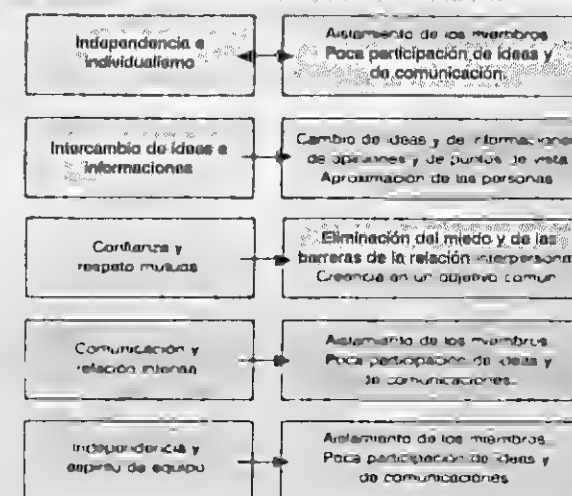 Independencia e
individualismo
Aislamiento de los miembros
Poca participación de ideas y
de comunicación.
Intercambio de ideas e
informaciones
Cambio de ideas y de informaciones
de opiniones y de puntos de vista
Aproximación de las personas
Confianza y
respeto mutuos
Eliminación del miedo y de las
barreras de la relación interpersona
Creencia en un objetivo común
Comunicación y
relación intensa
Aislamiento de los miembros
Poca participación de ideas y
de comunicaciones.
Independencia y
espíritu de equipo
Aislamiento de los miembros
Poca participación de ideas y
de comunicaciones